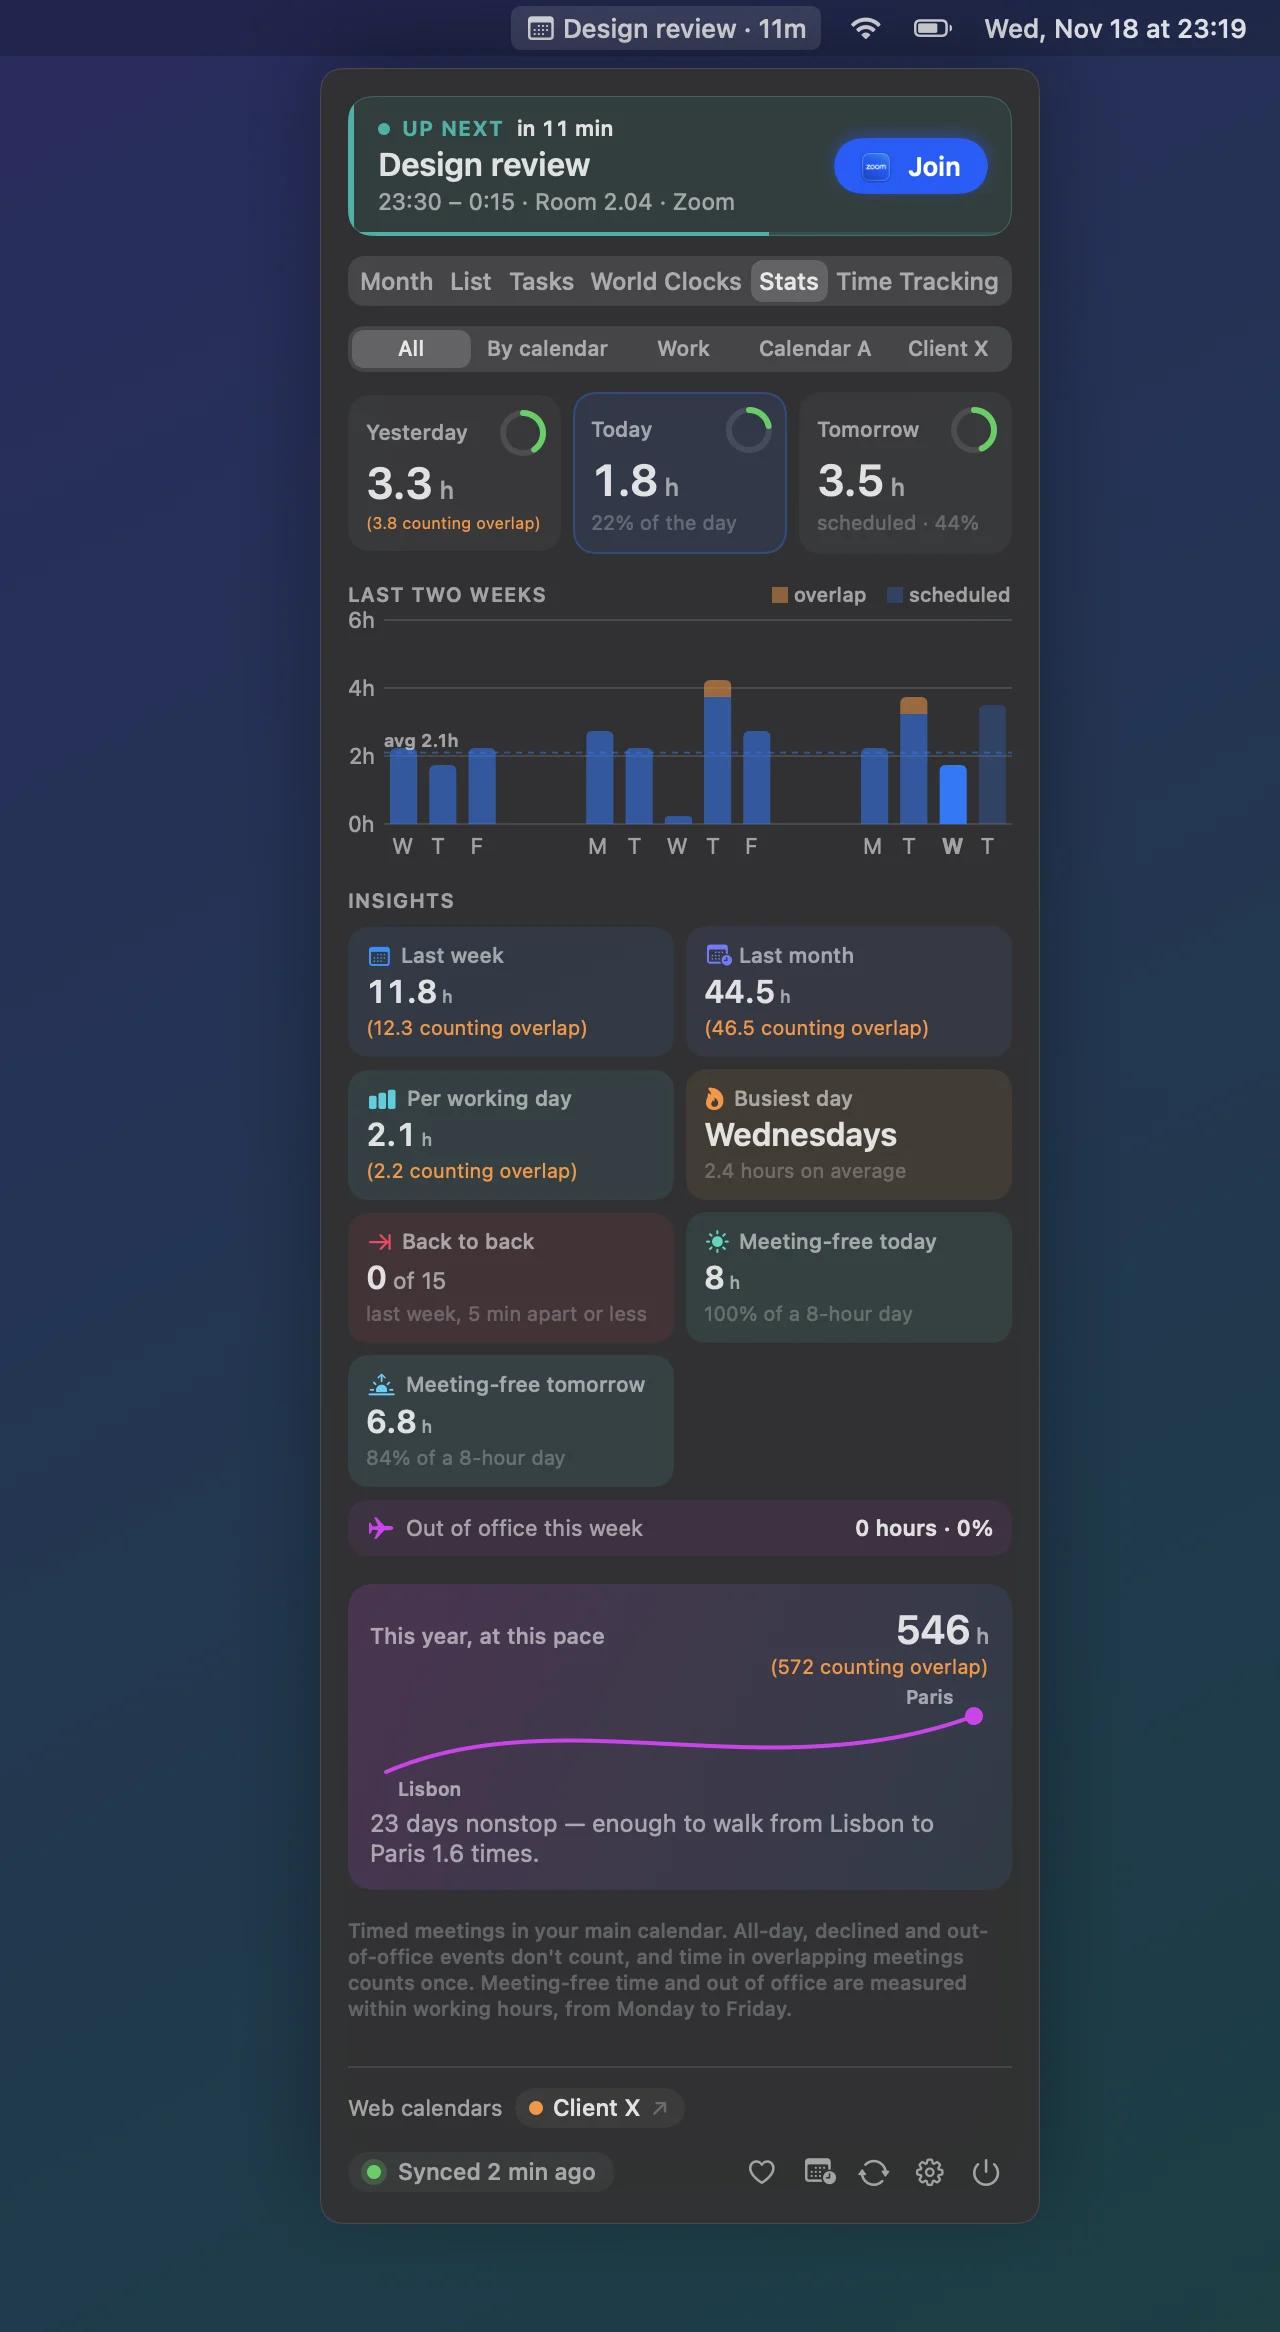 Design review · 11m
Wed, Nov 18 at 23:19
UP NEXT in 11 min
Design review
23:30 – 0:15 · Room 2.04 · Zoom
zoom
Join
Month List Tasks World Clocks Stats Time Tracking
All By calendar Work Calendar A Client X
Yesterday
3.3 h
(3.8 counting overlap)
Today
1.8 h
22% of the day
Tomorrow
3.5 h
scheduled · 44%
LAST TWO WEEKS
overlap scheduled
6h
4h
avg 2.1h
2h
0h
W T F M T W T F M T W T
INSIGHTS
Last week
11.8 h
(12.3 counting overlap)
Last month
44.5 h
(46.5 counting overlap)
Per working day
2.1 h
(2.2 counting overlap)
Busiest day
Wednesdays
2.4 hours on average
Back to back
0 of 15
last week, 5 min apart or less
Meeting-free today
8 h
100% of a 8-hour day
Meeting-free tomorrow
6.8 h
84% of a 8-hour day
Out of office this week
0 hours · 0%
This year, at this pace
546 h
(572 counting overlap)
Paris
Lisbon
23 days nonstop — enough to walk from Lisbon to
Paris 1.6 times.
Timed meetings in your main calendar. All-day, declined and out-
of-office events don't count, and time in overlapping meetings
counts once. Meeting-free time and out of office are measured
within working hours, from Monday to Friday.
Web calendars
Client X
Synced 2 min ago